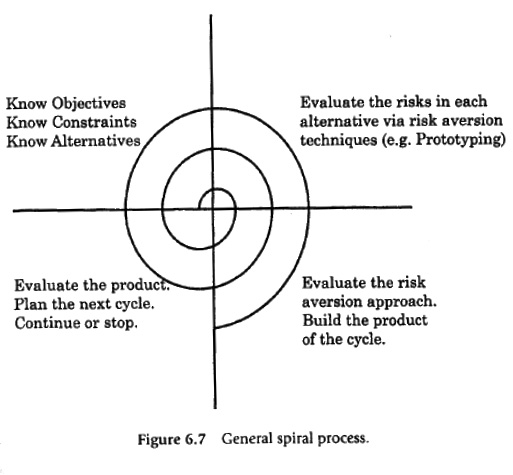 Know Objectives
Know Constraints
Know Alternatives
Evaluate the risks in each
alternative via risk aversion
techniques (e.g. Prototyping)
Evaluate the product.
Plan the next cycle.
Continue or stop.
Evaluate the risk
aversion approach.
Build the product
of the cycle.
Figure 6.7 General spiral process.